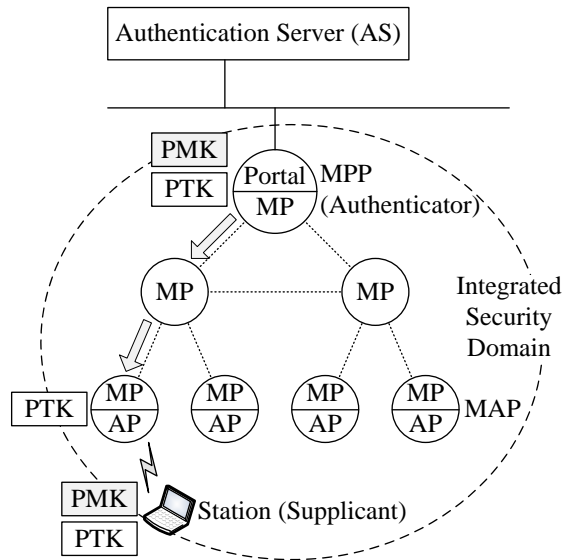 Authentication Server (AS)
PMK
PTK
Portal
MP
MPP
(Authenticator)
MP
MP
Integrated
Security
Domain
PTK
MP
AP
MP
AP
MP
AP
MP
AP
MAP
PMK
PTK
Station (Supplicant)